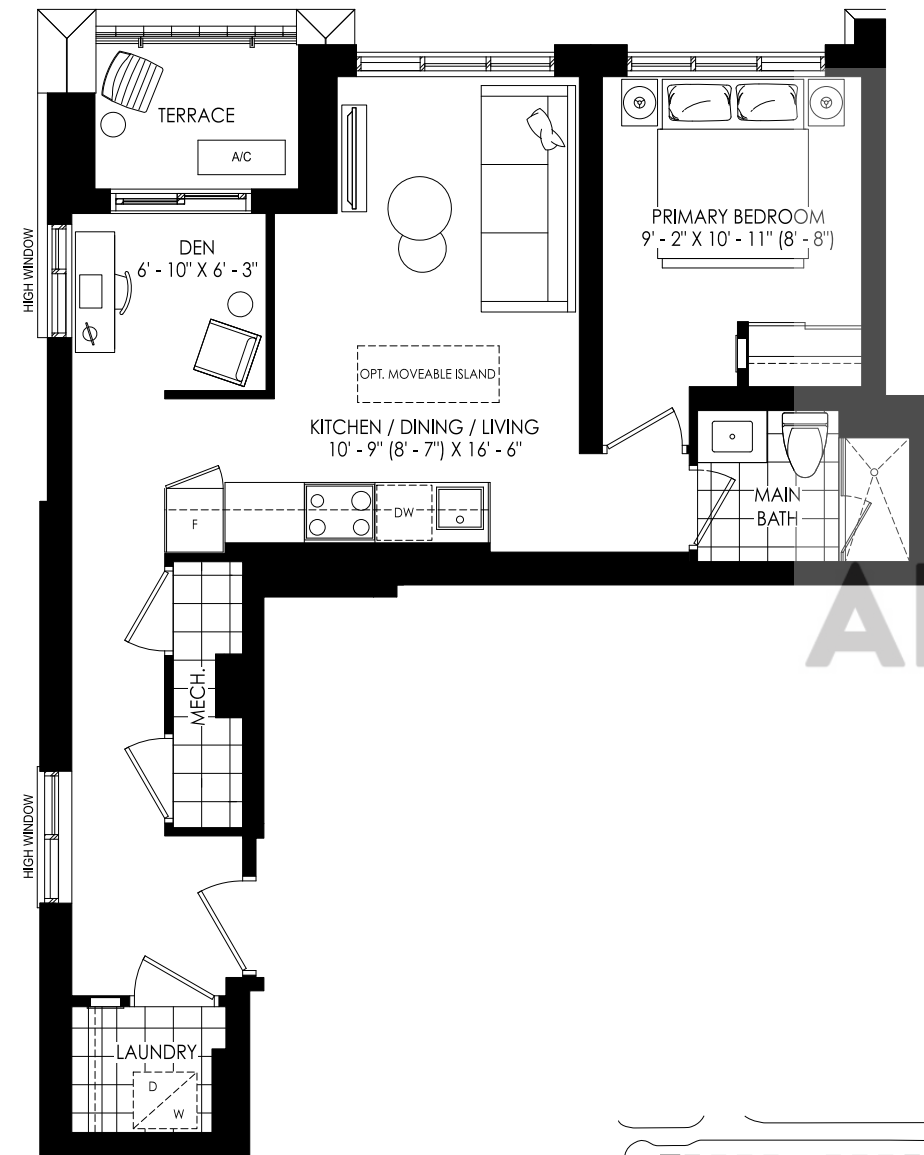 TERRACE
A/C
HIGH WINDOW
DEN
6' - 10" X 6' - 3"
PRIMARY BEDROOM
9' - 2" X 10' - 11" (8' - 8")
OPT. MOVEABLE ISLAND
KITCHEN / DINING / LIVING
10' - 9" (8' - 7") X 16' - 6"
F
DW
MAIN
BATH
MECH.
HIGH WINDOW
LAUNDRY
D
W